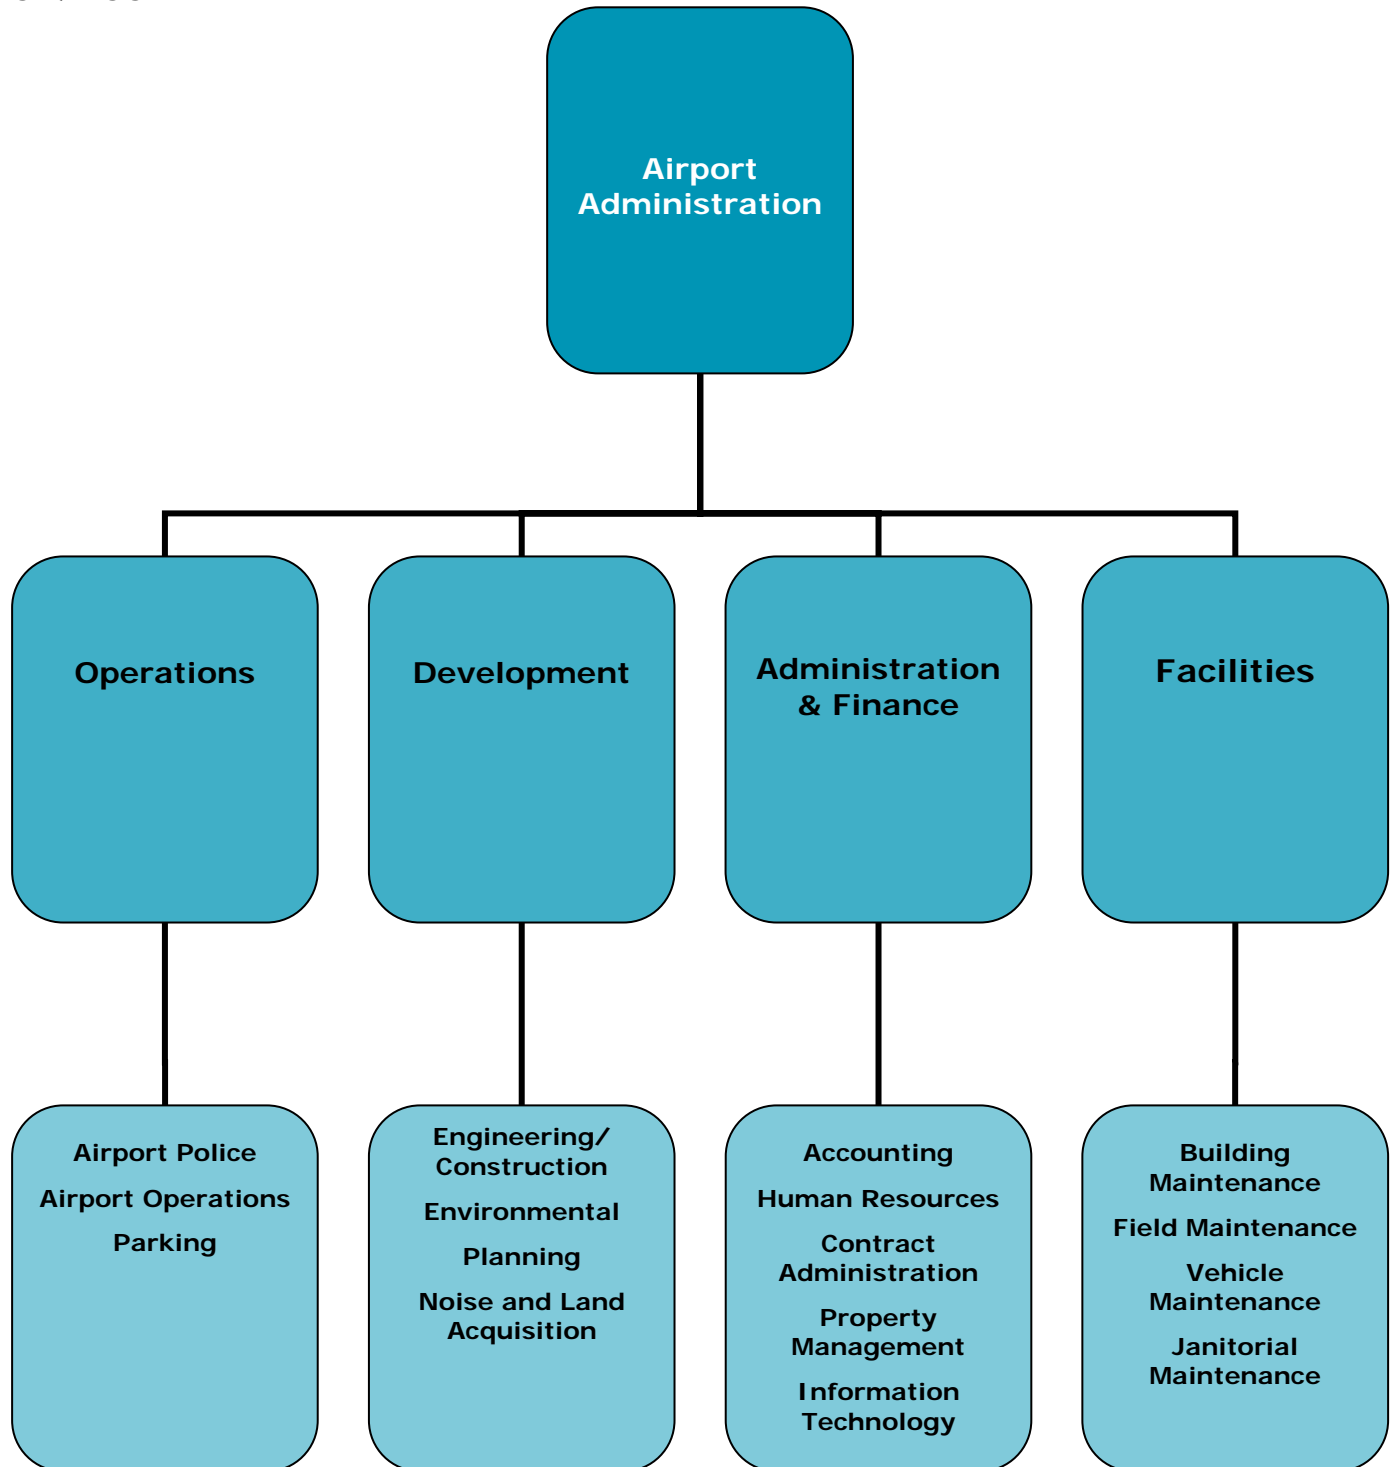 Airport
Administration
Operations
Development
Administration
& Finance
Facilities
Airport Police
Airport Operations
Parking
Engineering/
Construction
Environmental
Planning
Noise and Land
Acquisition
Accounting
Human Resources
Contract
Administration
Property
Management
Information
Technology
Building
Maintenance
Field Maintenance
Vehicle
Maintenance
Janitorial
Maintenance